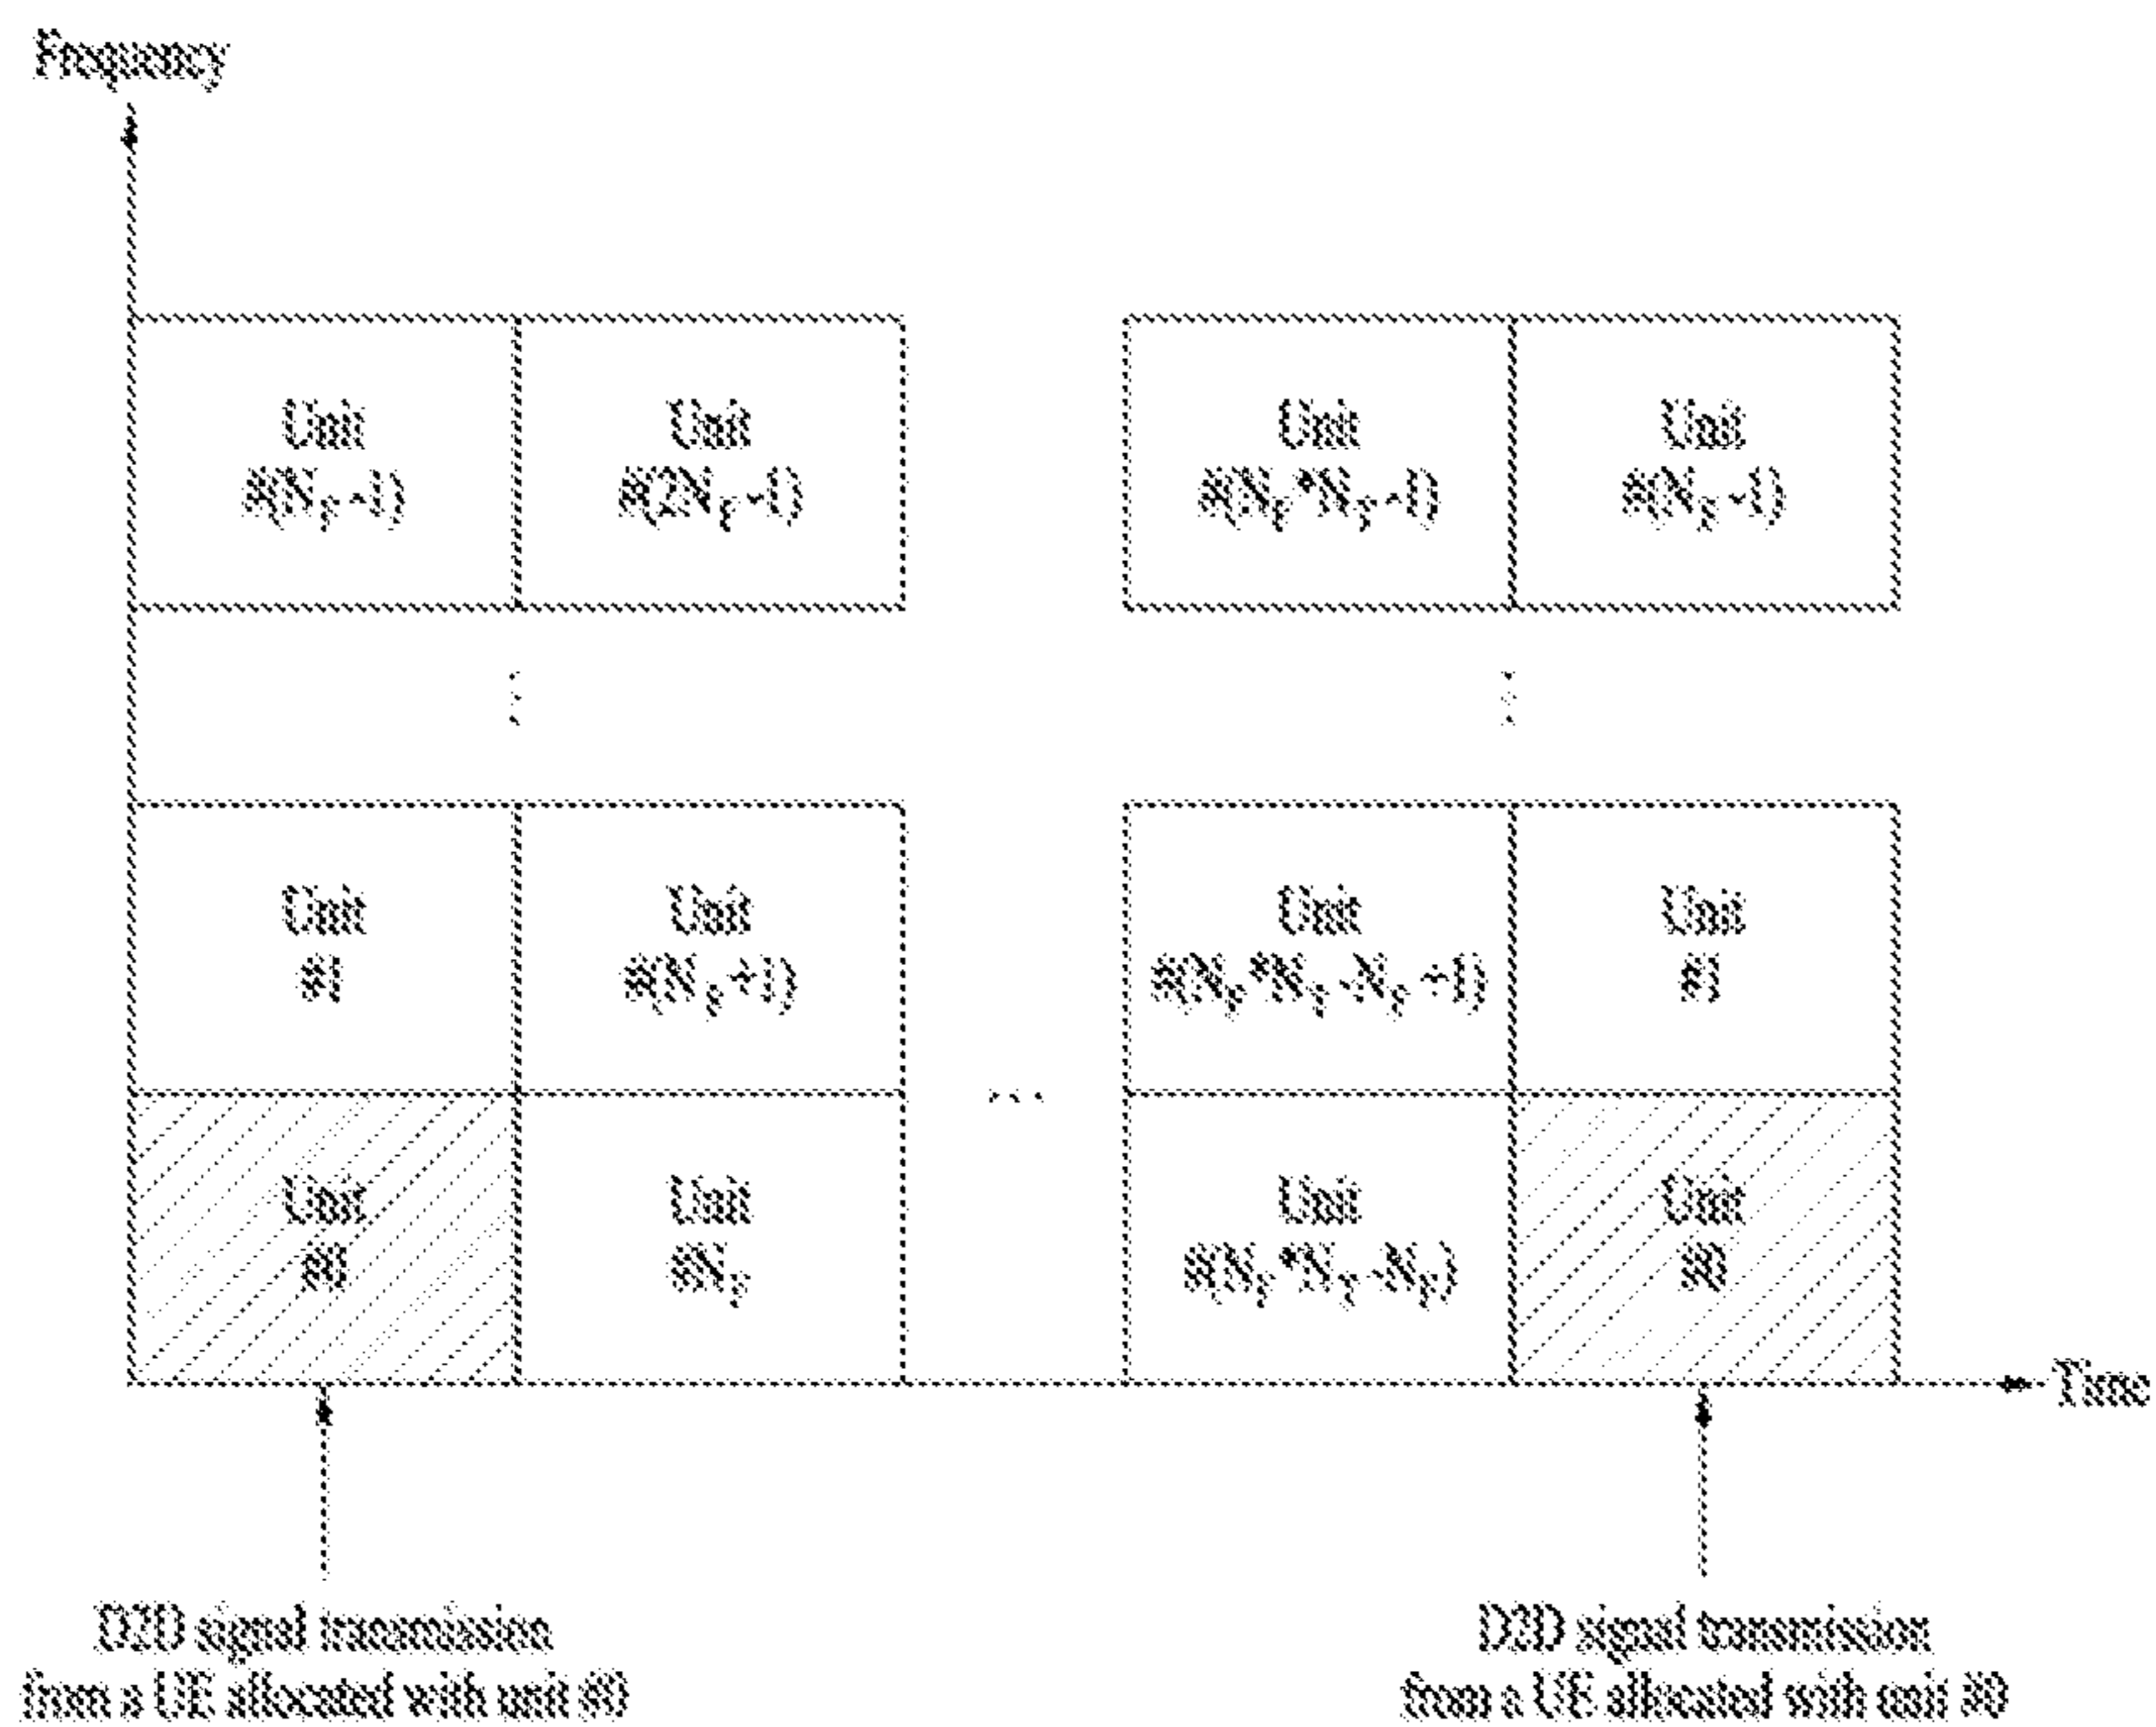 Frequency
Unit
#(N_F-1)
Unit
#(2N_F-1)
Unit
#(N_F*N_T-1)
Unit
#(N_F-1)
Unit
#1
Unit
#(N_F+1)
Unit
#(N_F*N_T-N_F+1)
Unit
#1
...
Unit
#0
Unit
#N_F
Unit
#(N_F*N_T-N_F)
Unit
#0
Time
D2D signal transmission
from a UE allocated with unit #0
D2D signal transmission
from a UE allocated with unit #0